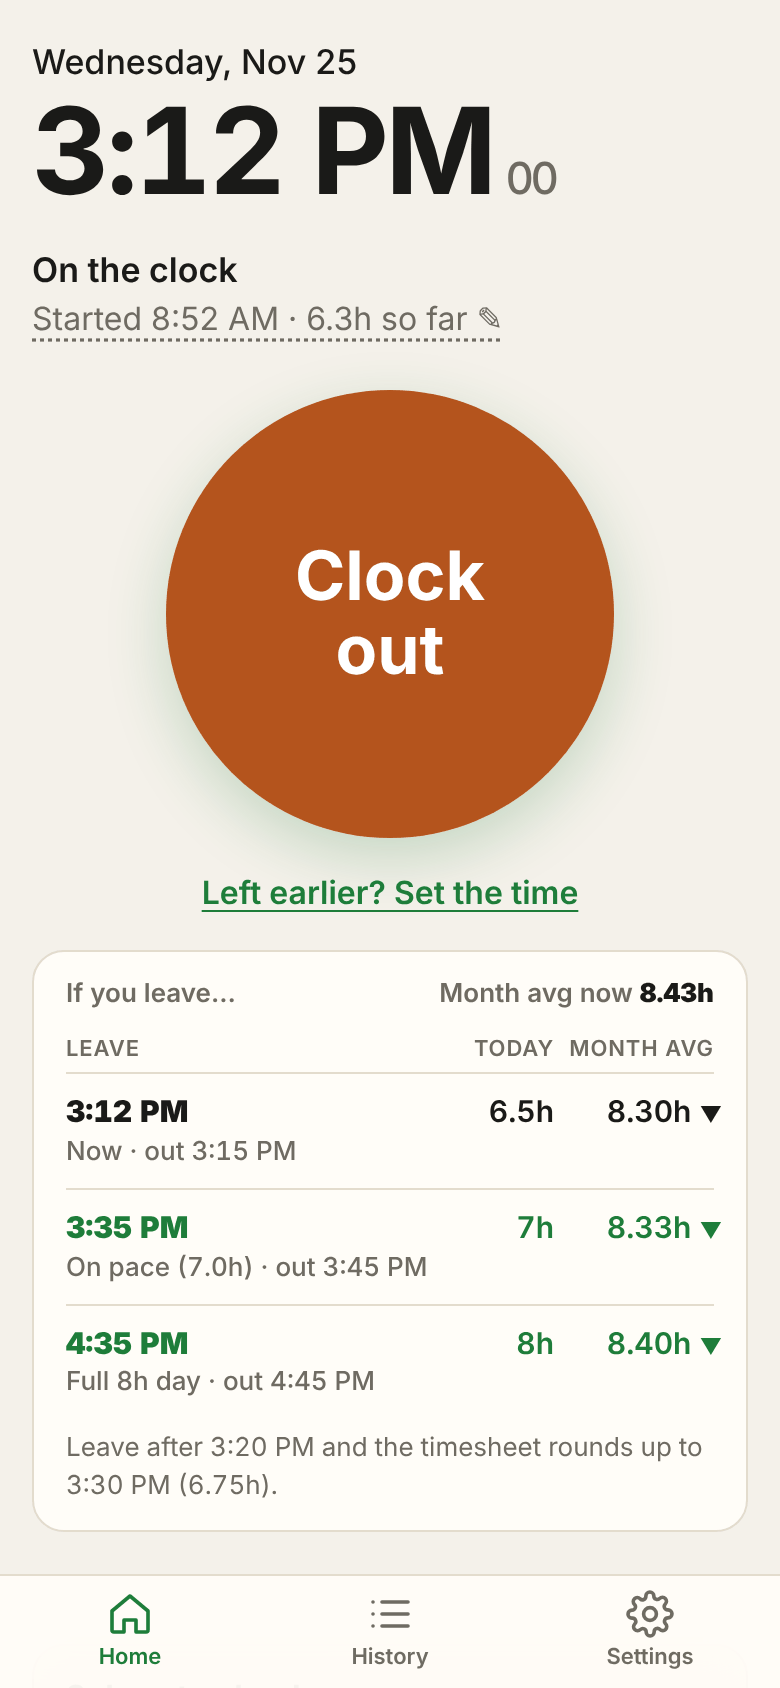 Wednesday, Nov 25
3:12 PM 00
On the clock
Started 8:52 AM · 6.3h so far ✎
Clock
out
Left earlier? Set the time
If you leave… Month avg now 8.43h
LEAVE TODAY MONTH AVG
3:12 PM 6.5h 8.30h ▼
Now · out 3:15 PM
3:35 PM 7h 8.33h ▼
On pace (7.0h) · out 3:45 PM
4:35 PM 8h 8.40h ▼
Full 8h day · out 4:45 PM
Leave after 3:20 PM and the timesheet rounds up to
3:30 PM (6.75h).
Home History Settings